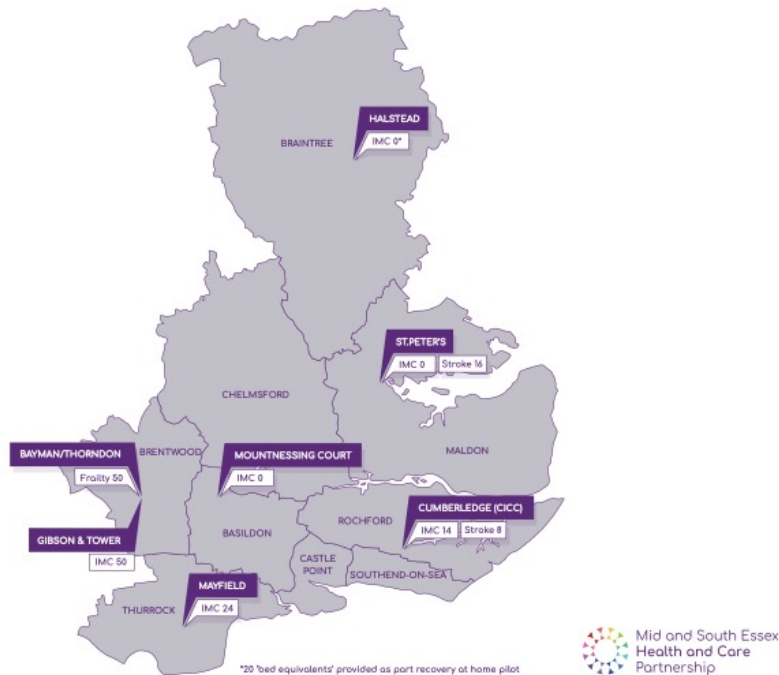 HALSTEAD
IMC 0*
BRAINTREE
ST.PETER'S
IMC 0 Stroke 16
CHELMSFORD
MALDON
BAYMAN/THORNDON
Frailty 50
BRENTWOOD
MOUNTNESSING COURT
IMC 0
CUMBERLEDGE (CICC)
IMC 14 Stroke 8
ROCHFORD
GIBSON & TOWER
IMC 50
BASILDON
CASTLE
POINT
SOUTHEND-ON-SEA
MAYFIELD
IMC 24
THURROCK
*20 'bed equivalents' provided as part recovery at home pilot
Mid and South Essex
Health and Care
Partnership